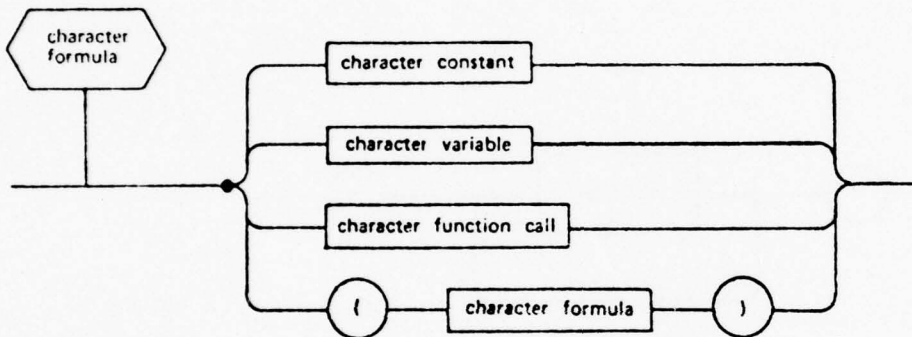 character
formula
character constant
character variable
character function call
( character formula )